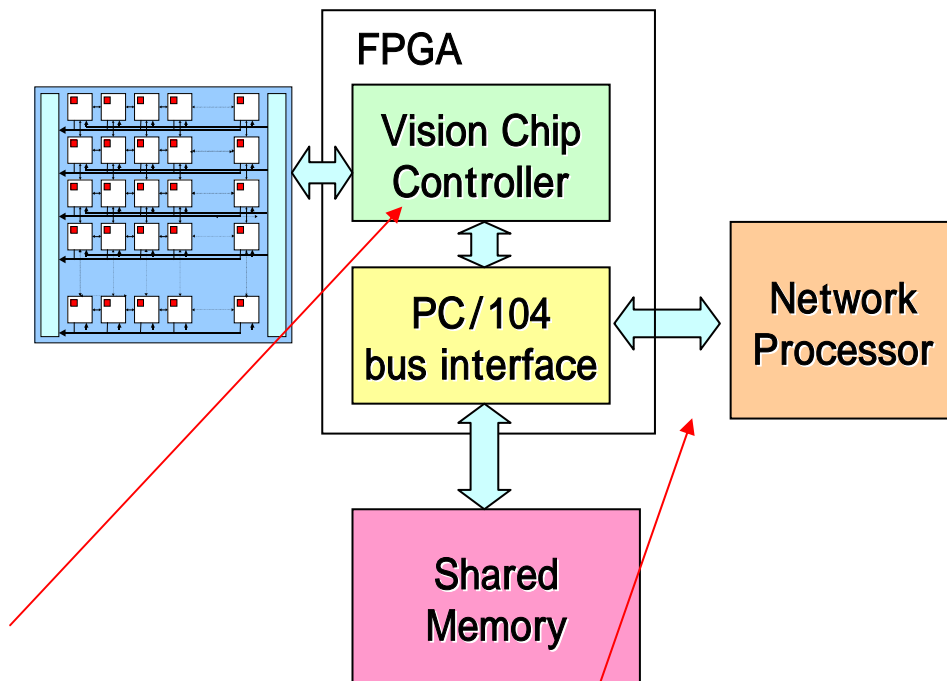 FPGA
Vision Chip
Controller
PC/104
bus interface
Network
Processor
Shared
Memory